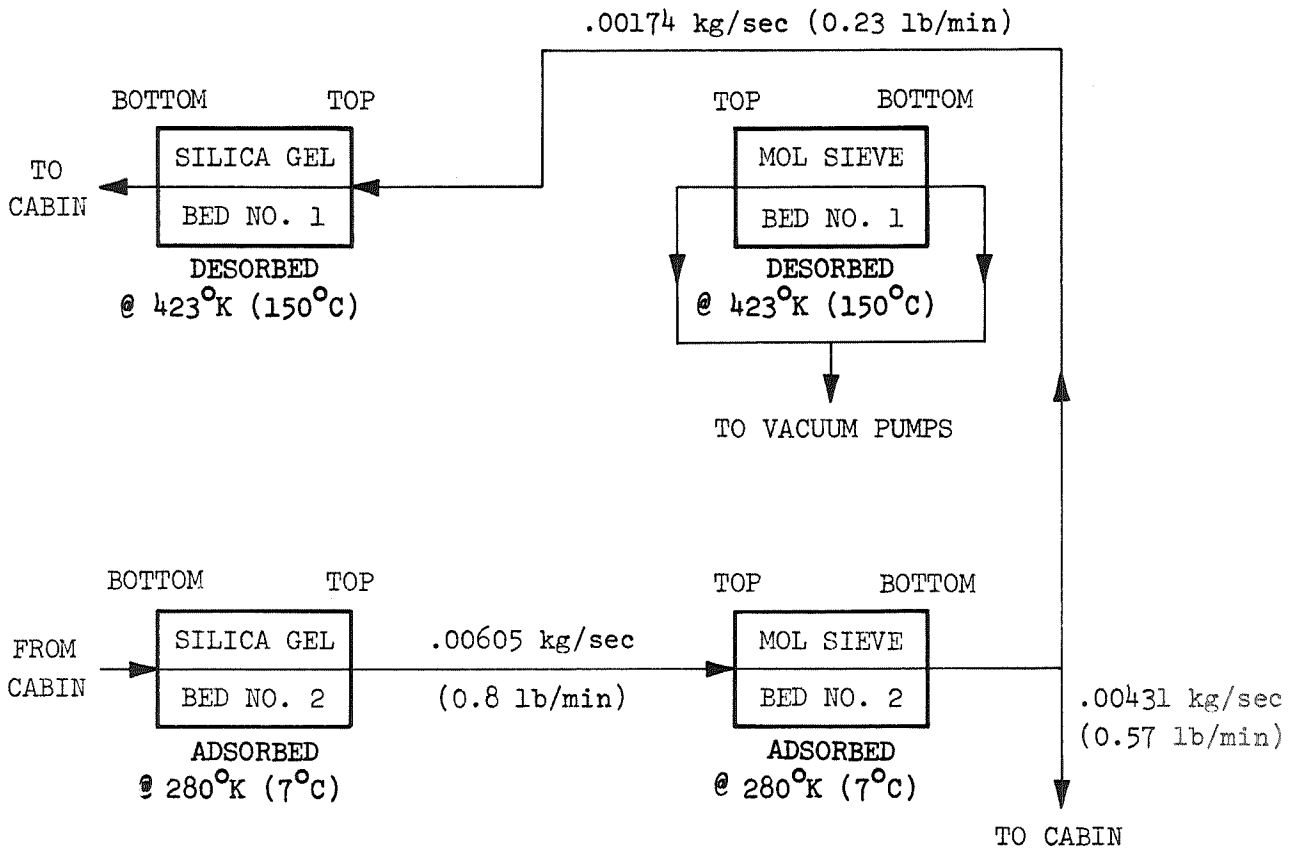 .00174 kg/sec (0.23 lb/min)
BOTTOM TOP
TOP BOTTOM
TO
CABIN
SILICA GEL
BED NO. 1
DESORBED
@ 423°K (150°C)
MOL SIEVE
BED NO. 1
DESORBED
@ 423°K (150°C)
TO VACUUM PUMPS
BOTTOM TOP
TOP BOTTOM
FROM
CABIN
SILICA GEL
BED NO. 2
ADSORBED
@ 280°K (7°C)
.00605 kg/sec
(0.8 lb/min)
MOL SIEVE
BED NO. 2
ADSORBED
@ 280°K (7°C)
.00431 kg/sec
(0.57 lb/min)
TO CABIN